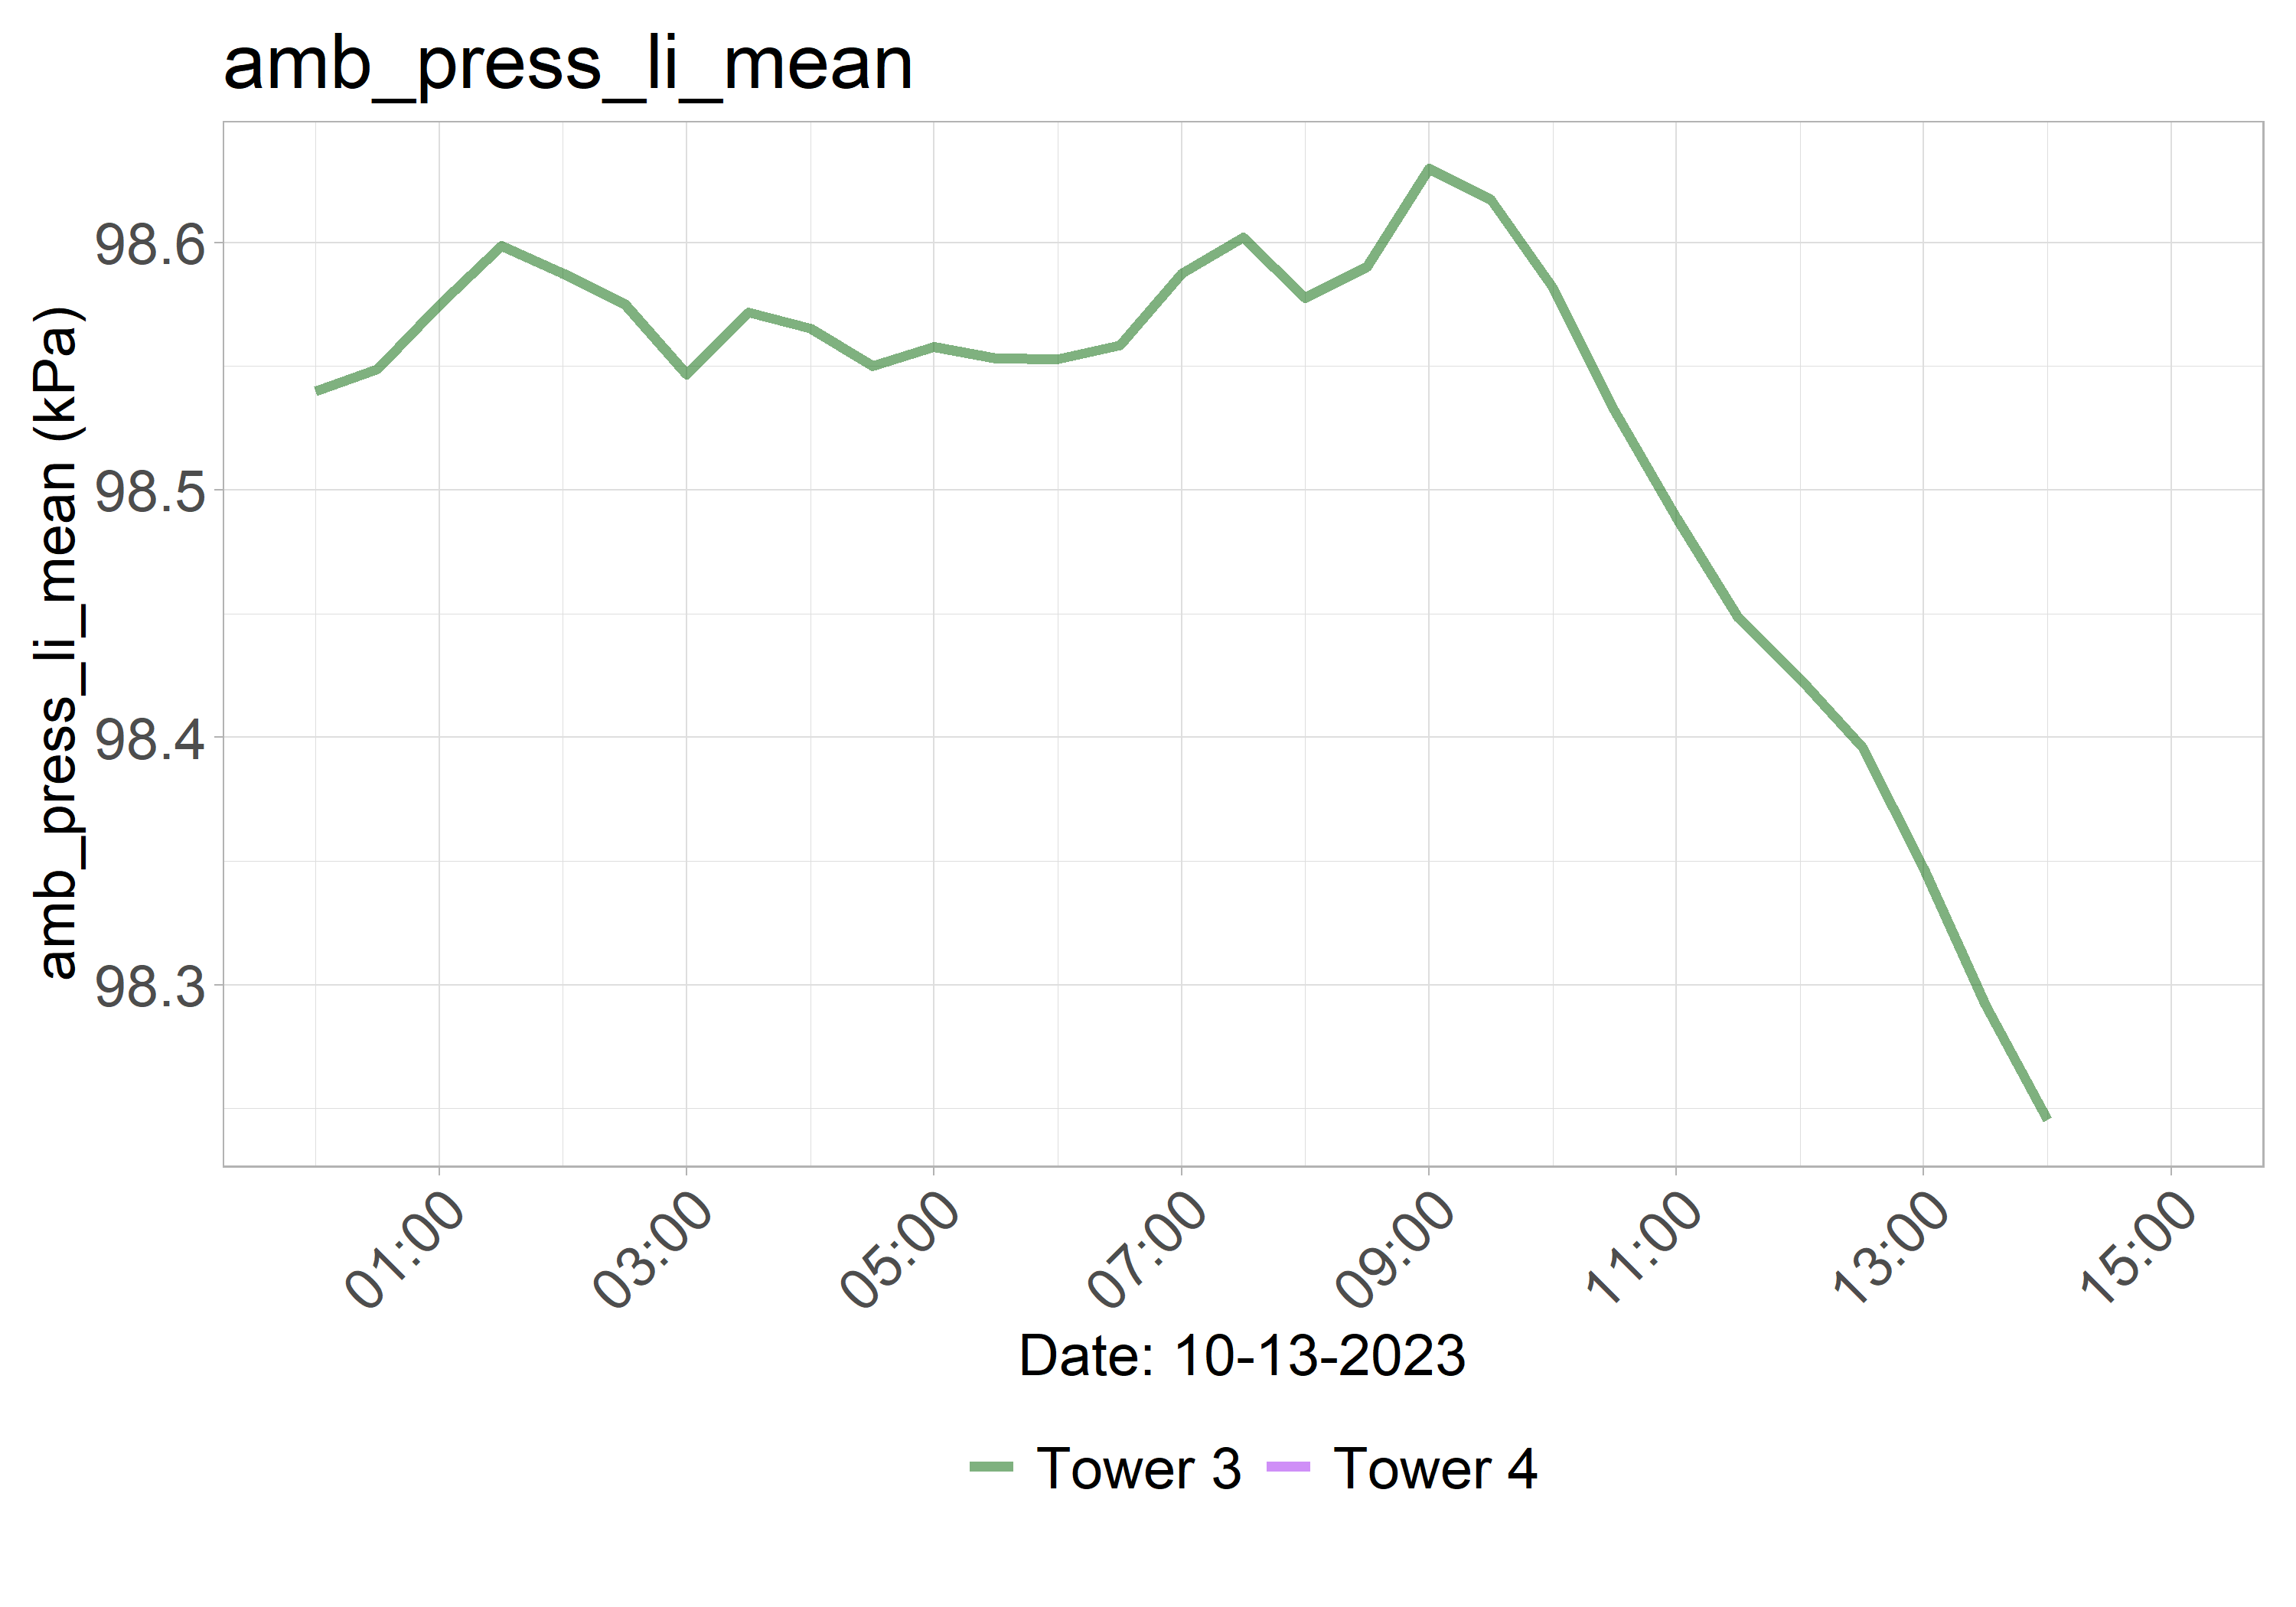 amb_press_li_mean
amb_press_li_mean (kPa)
98.6
98.5
98.4
98.3
01:00 03:00 05:00 07:00 09:00 11:00 13:00 15:00
Date: 10-13-2023
Tower 3 Tower 4